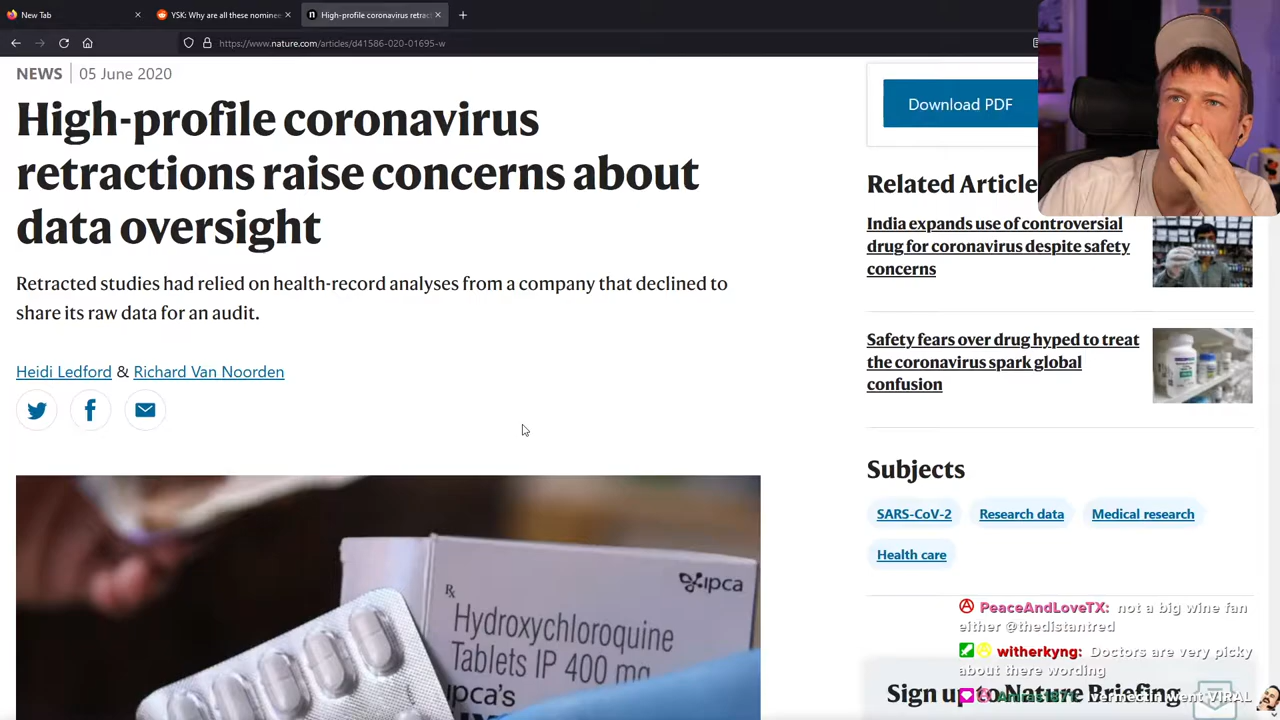 New Tab
YSK: Why are all these nominee
High-profile coronavirus retrac
https://www.nature.com/articles/d41586-020-01695-w
NEWS | 05 June 2020
High-profile coronavirus
retractions raise concerns about
data oversight
Retracted studies had relied on health-record analyses from a company that declined to
share its raw data for an audit.
Heidi Ledford & Richard Van Noorden
Rx
ipca
Hydroxychloroquine
Tablets IP 400 mg
ipca's
Download PDF
Related Article
India expands use of controversial
drug for coronavirus despite safety
concerns
Safety fears over drug hyped to treat
the coronavirus spark global
confusion
Subjects
SARS-CoV-2
Research data
Medical research
Health care
PeaceAndLoveTX: not a big wine fan
either @thedistantred
witherkyng: Doctors are very picky
about there wording
vermectin went VIRAL
Sign up to Nature Briefing